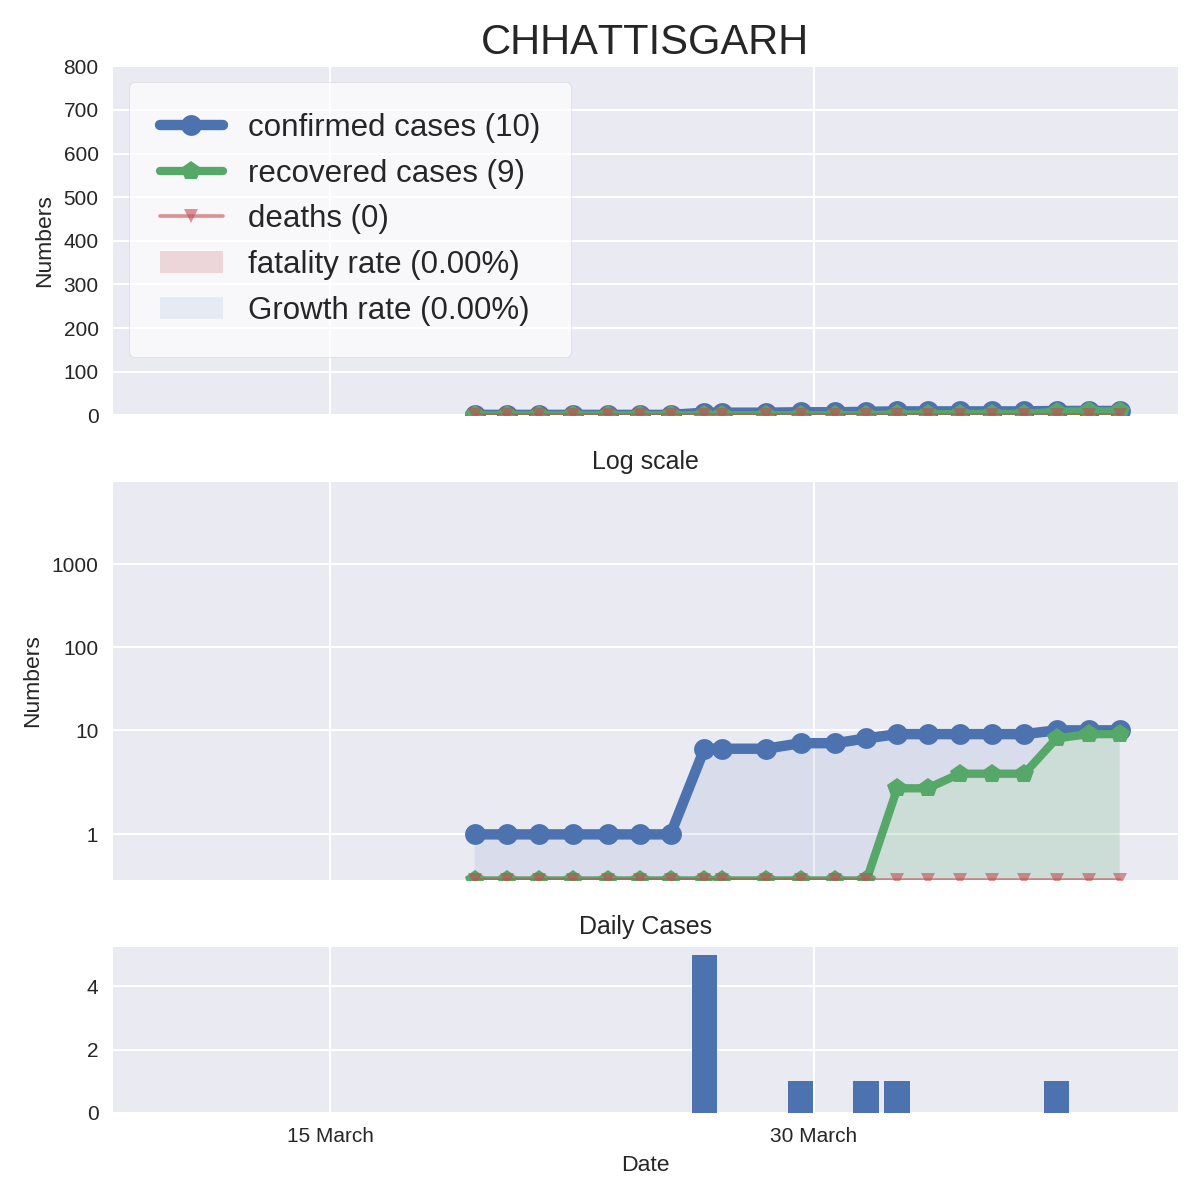 CHHATTISGARH
800
700
600
500
400
300
200
100
0
Numbers
confirmed cases (10)
recovered cases (9)
deaths (0)
fatality rate (0.00%)
Growth rate (0.00%)
Log scale
1000
100
10
1
Numbers
Daily Cases
4
2
0
15 March
30 March
Date